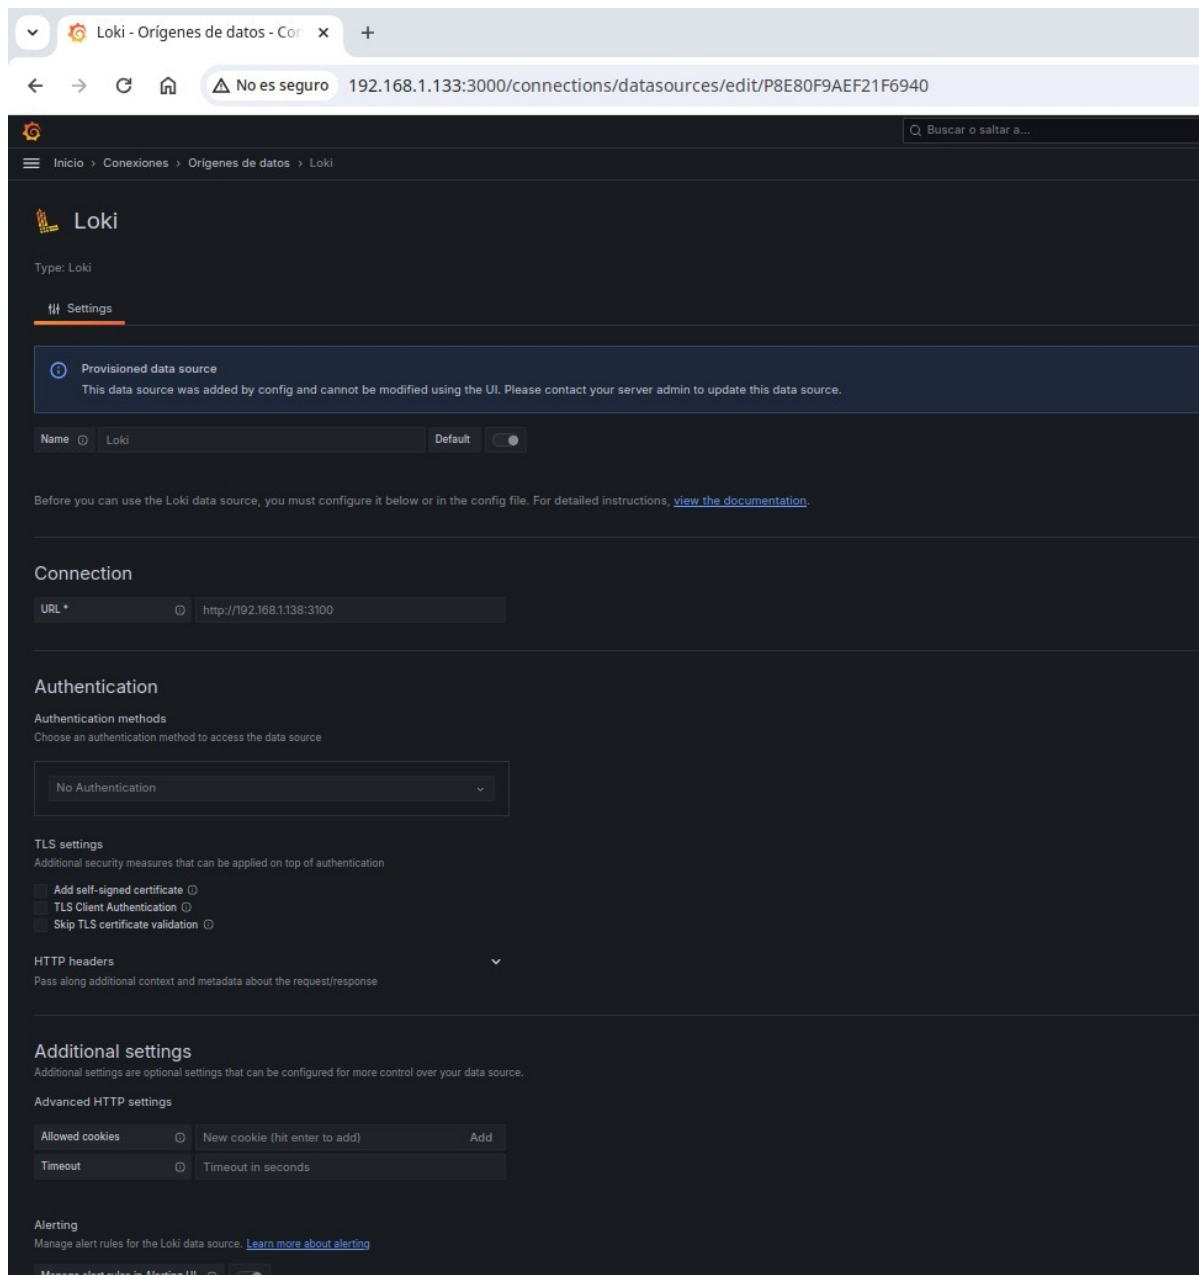 Loki - Orígenes de datos - Con
No es seguro 192.168.1.133:3000/connections/datasources/edit/P8E80F9AEF21F6940
Buscar o saltar a...
Inicio › Conexiones › Orígenes de datos › Loki
Loki
Type: Loki
Settings
Provisioned data source
This data source was added by config and cannot be modified using the UI. Please contact your server admin to update this data source.
Name Loki Default
Before you can use the Loki data source, you must configure it below or in the config file. For detailed instructions, view the documentation.
Connection
URL * http://192.168.1.138:3100
Authentication
Authentication methods
Choose an authentication method to access the data source
No Authentication
TLS settings
Additional security measures that can be applied on top of authentication
Add self-signed certificate
TLS Client Authentication
Skip TLS certificate validation
HTTP headers
Pass along additional context and metadata about the request/response
Additional settings
Additional settings are optional settings that can be configured for more control over your data source.
Advanced HTTP settings
Allowed cookies New cookie (hit enter to add) Add
Timeout Timeout in seconds
Alerting
Manage alert rules for the Loki data source. Learn more about alerting
Manage alert rules in Alerting UI